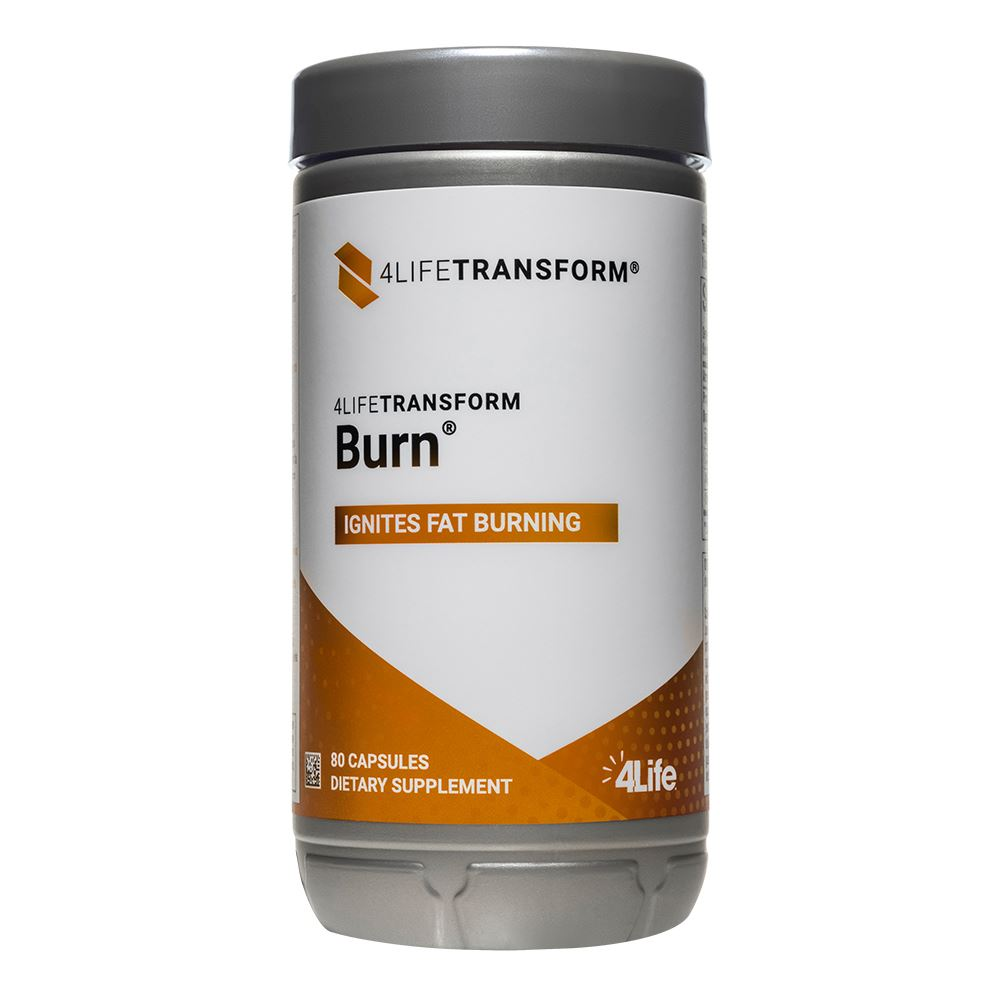 4LIFETRANSFORM®
4LIFETRANSFORM
Burn®
IGNITES FAT BURNING
80 CAPSULES
DIETARY SUPPLEMENT
4Life